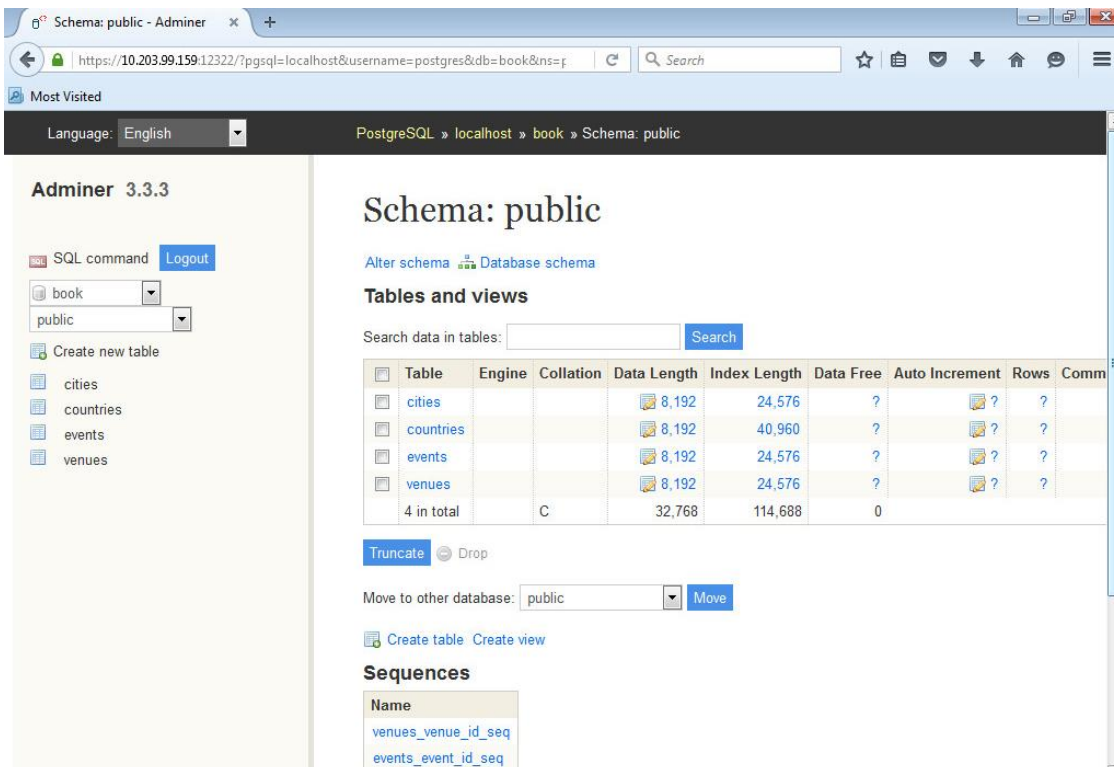 Schema: public - Adminer
https://10.203.99.159:12322/?pgsql=localhost&username=postgres&db=book&ns=p
Search
Most Visited
Language: English
PostgreSQL » localhost » book » Schema: public
Adminer 3.3.3
SQL command Logout
book
public
Create new table
cities
countries
events
venues
Schema: public
Alter schema Database schema
Tables and views
Search data in tables: Search
Table Engine Collation Data Length Index Length Data Free Auto Increment Rows Comm
cities 8,192 24,576 ? ? ?
countries 8,192 40,960 ? ? ?
events 8,192 24,576 ? ? ?
venues 8,192 24,576 ? ? ?
4 in total C 32,768 114,688 0
Truncate Drop
Move to other database: public Move
Create table Create view
Sequences
Name
venues_venue_id_seq
events_event_id_seq